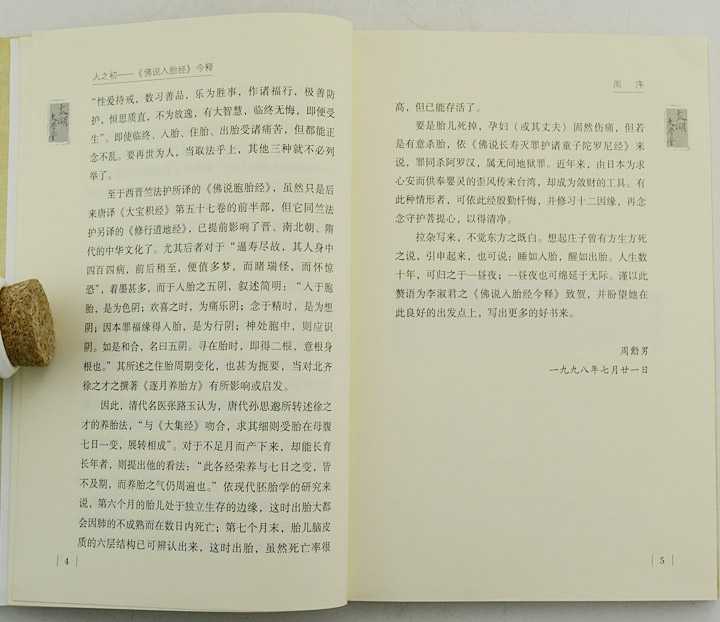 人之初——《佛说入胎经》今释
太湖
大学堂
“性爱持戒，数习善品，乐为胜事，作诸福行，极善防
护，恒思质直，不为放逸，有大智慧，临终无悔，即便受
生”。即使临终、入胎、住胎、出胎受诸痛苦，但都能正
念不乱。要再世为人，当取法乎上，其他三种就不必列
举了。
至于西晋竺法护所译的《佛说胞胎经》，虽然只是后
来唐译《大宝积经》第五十七卷的前半部，但它同竺法
护另译的《修行道地经》，已提前影响了晋、南北朝、隋
代的中华文化了。尤其后者对于“逼寿尽故，其人身中
四百四病，前后稍至，便值多梦，而睹瑞怪，而怀惊
恐”，着墨甚多，而于入胎之五阴，叙述简明：“入于胞
胎，是为色阴；欢喜之时，为痛乐阴；念于精时，是为想
阴；因本罪福缘得入胎，是为行阴；神处胞中，则应识
阴。如是和合，名曰五阴。寻在胎时，即得二根，意根身
根也。”其所述之住胎周期变化，也甚为扼要，当对北齐
徐之才之撰著《逐月养胎方》有所影响或启发。
因此，清代名医张路玉认为，唐代孙思邈所转述徐之
才的养胎法，“与《大集经》吻合，求其细则受胎在母腹
七日一变，展转相成”。对于不足月而产下来，却能长育
长年者，则提出他的看法：“此各经荣养与七日之变，皆
不及期，而养胎之气仍周遍也。”依现代胚胎学的研究来
说，第六个月的胎儿处于独立生存的边缘，这时出胎大都
会因肺的不成熟而在数日内死亡；第七个月末，胎儿脑皮
质的六层结构已可辨认出来，这时出胎，虽然死亡率很
4
周 序
太湖
大学堂
高，但已能存活了。
要是胎儿死掉，孕妇（或其丈夫）固然伤痛，但若
是有意杀胎，依《佛说长寿灭罪护诸童子陀罗尼经》来
说，罪同杀阿罗汉，属无间地狱罪。近年来，由日本为求
心安而供奉婴灵的歪风传来台湾，却成为敛财的工具。有
此种情形者，可依此经殷勤忏悔，并修习十二因缘，再念
念守护菩提心，以得清净。
拉杂写来，不觉东方之既白。想起庄子曾有方生方死
之说，引申起来，也可说；睡如入胎，醒如出胎。人生数
十年，可归之于一昼夜；一昼夜也可绵延于无际。谨以此
赘语为李淑君之《佛说入胎经今释》致贺，并盼望她在
此良好的出发点上，写出更多的好书来。
周勳男
一九九八年七月廿一日
5